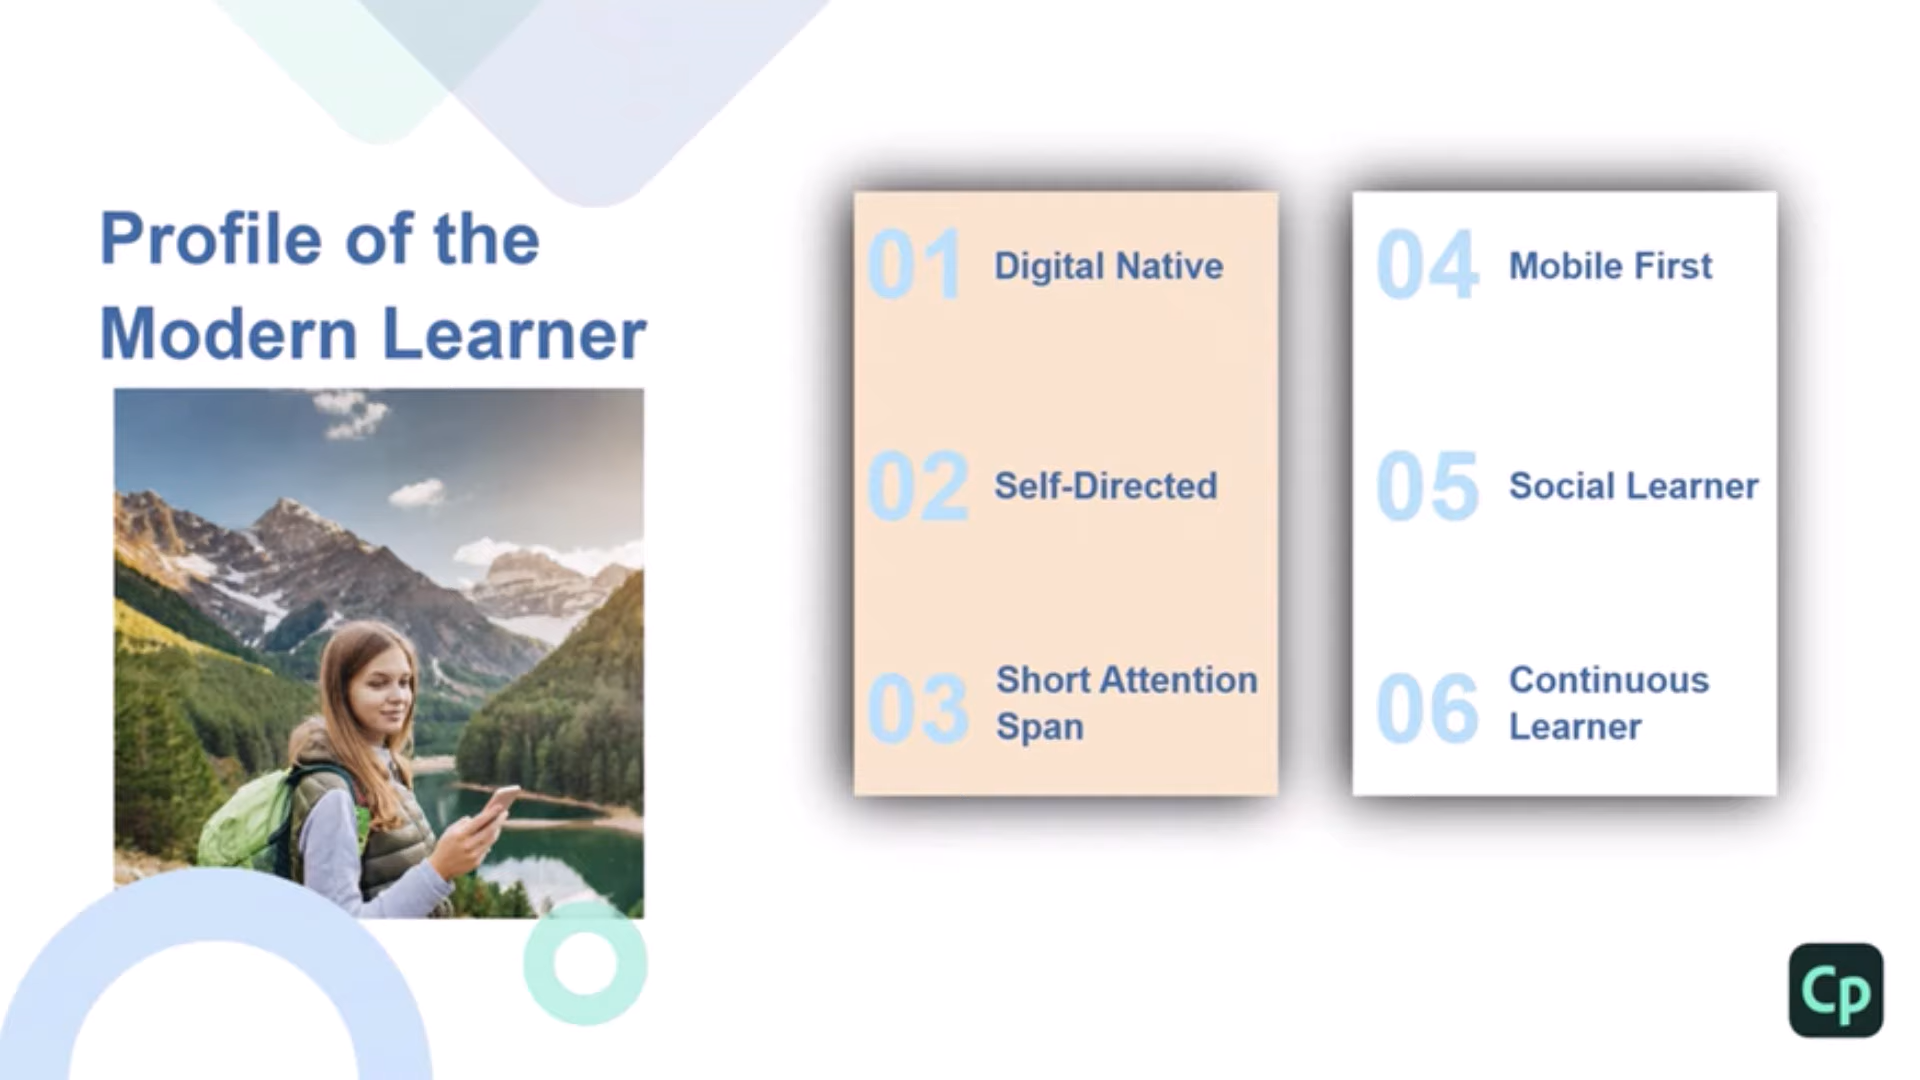 Profile of the
Modern Learner
01 Digital Native
02 Self-Directed
03 Short Attention
Span
04 Mobile First
05 Social Learner
06 Continuous
Learner
Cp